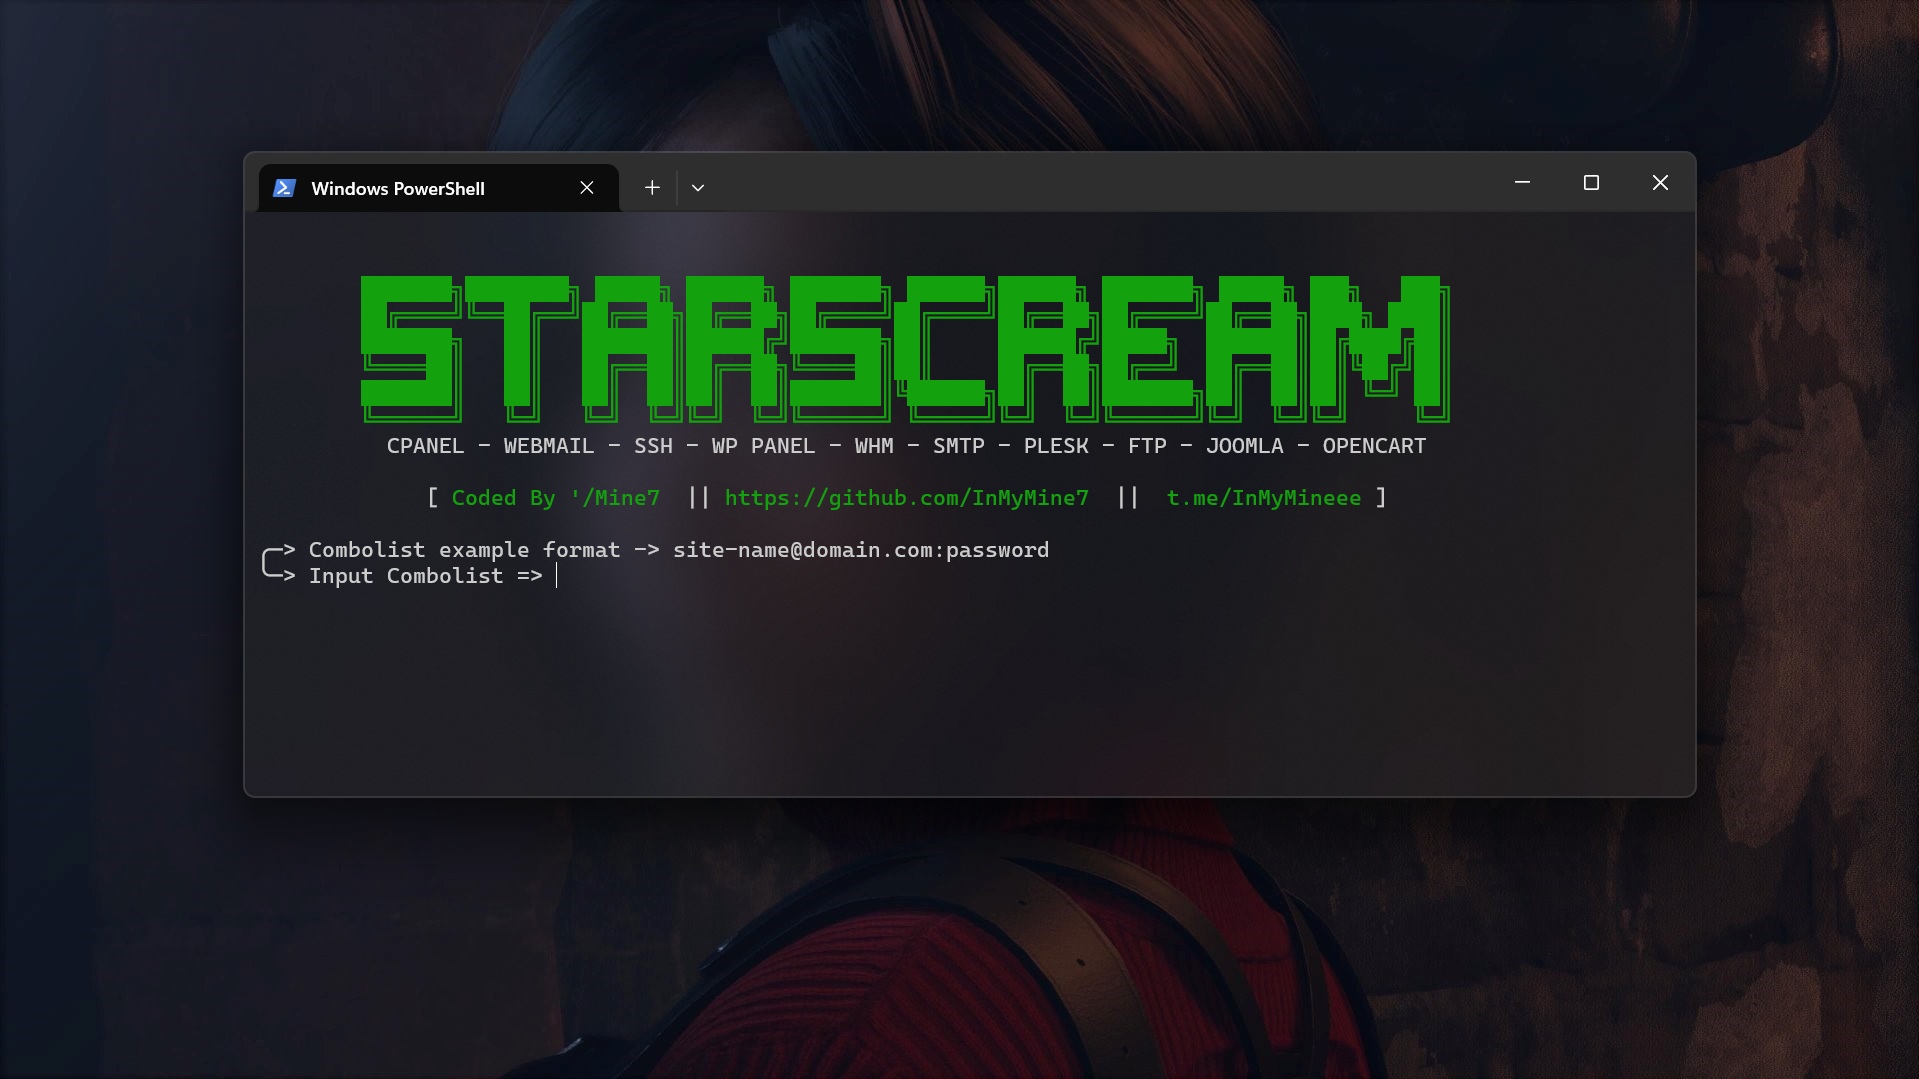 Windows PowerShell
STARSCREAM
CPANEL - WEBMAIL - SSH - WP PANEL - WHM - SMTP - PLESK - FTP - JOOMLA - OPENCART
[ Coded By '/Mine7 || https://github.com/InMyMine7 || t.me/InMyMineee ]
╭─> Combolist example format -> site-name@domain.com:password
╰─> Input Combolist =>